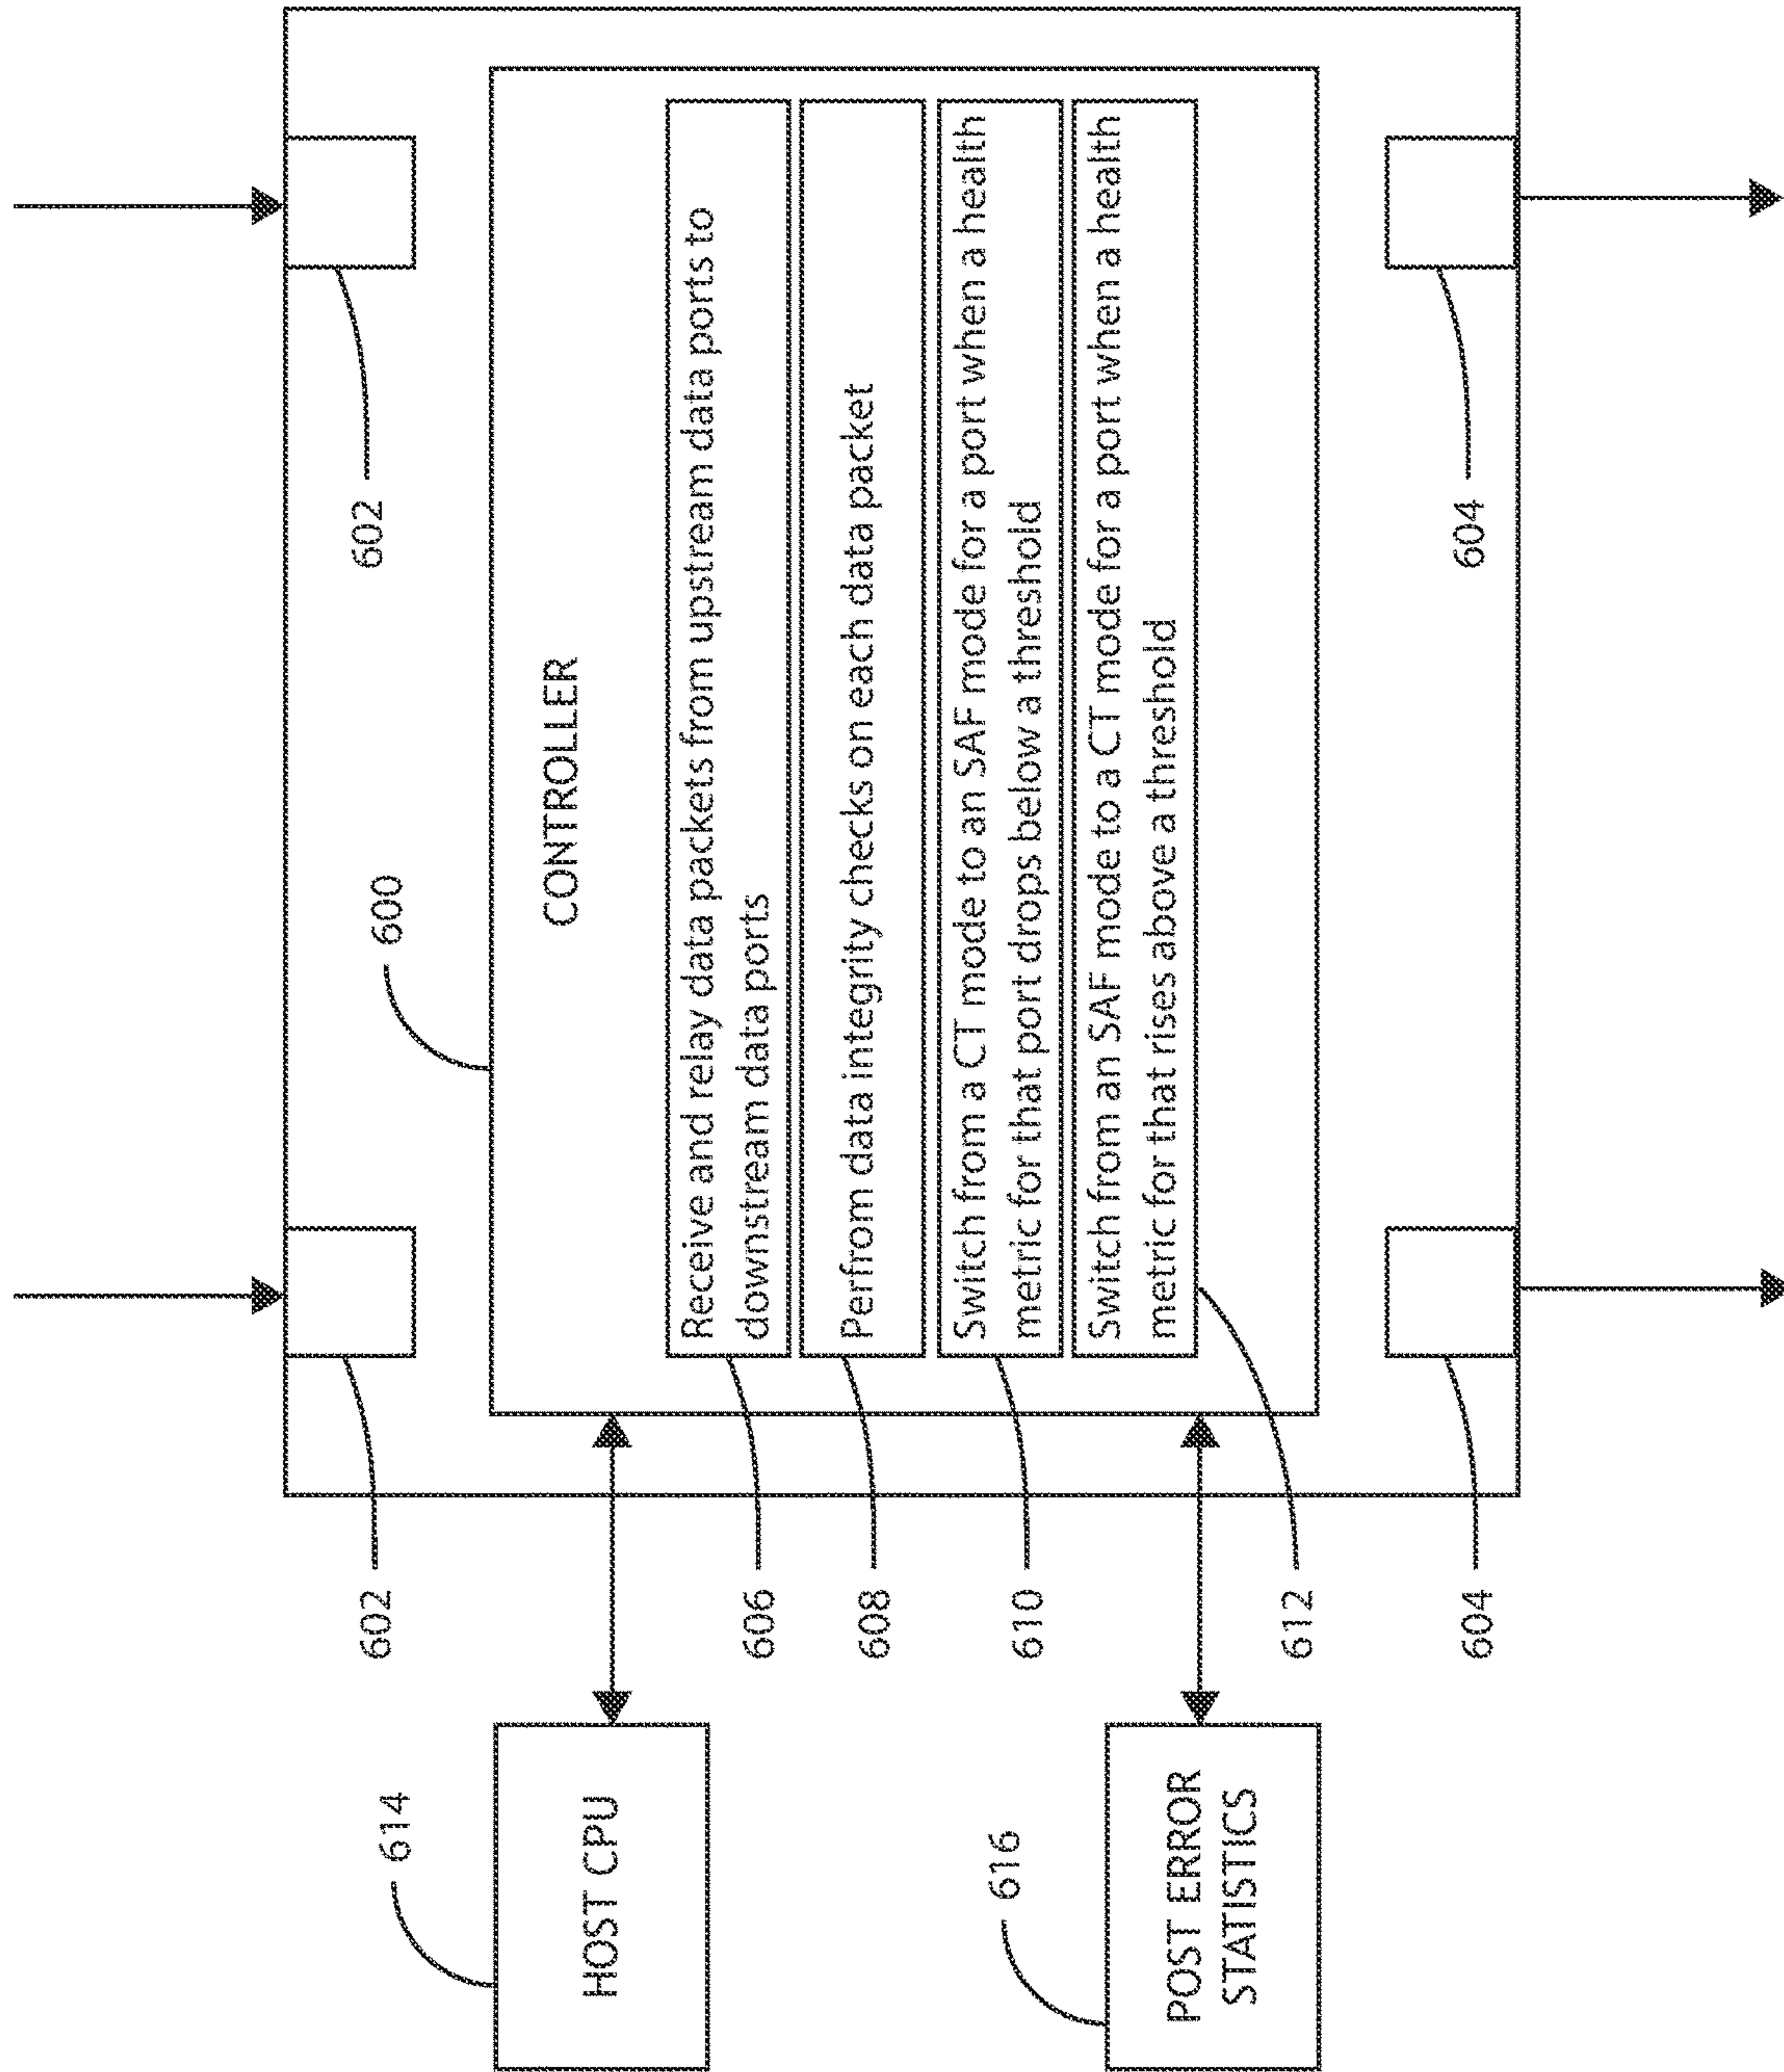 602
602
600
CONTROLLER
HOST CPU
614
606
Receive and relay data packets from upstream data ports to
downstream data ports
608
Perfrom data integrity checks on each data packet
610
Switch from a CT mode to an SAF mode for a port when a health
metric for that port drops below a threshold
Switch from an SAF mode to a CT mode for a port when a health
metric for that rises above a threshold
612
POST ERROR
STATISTICS
616
604
604